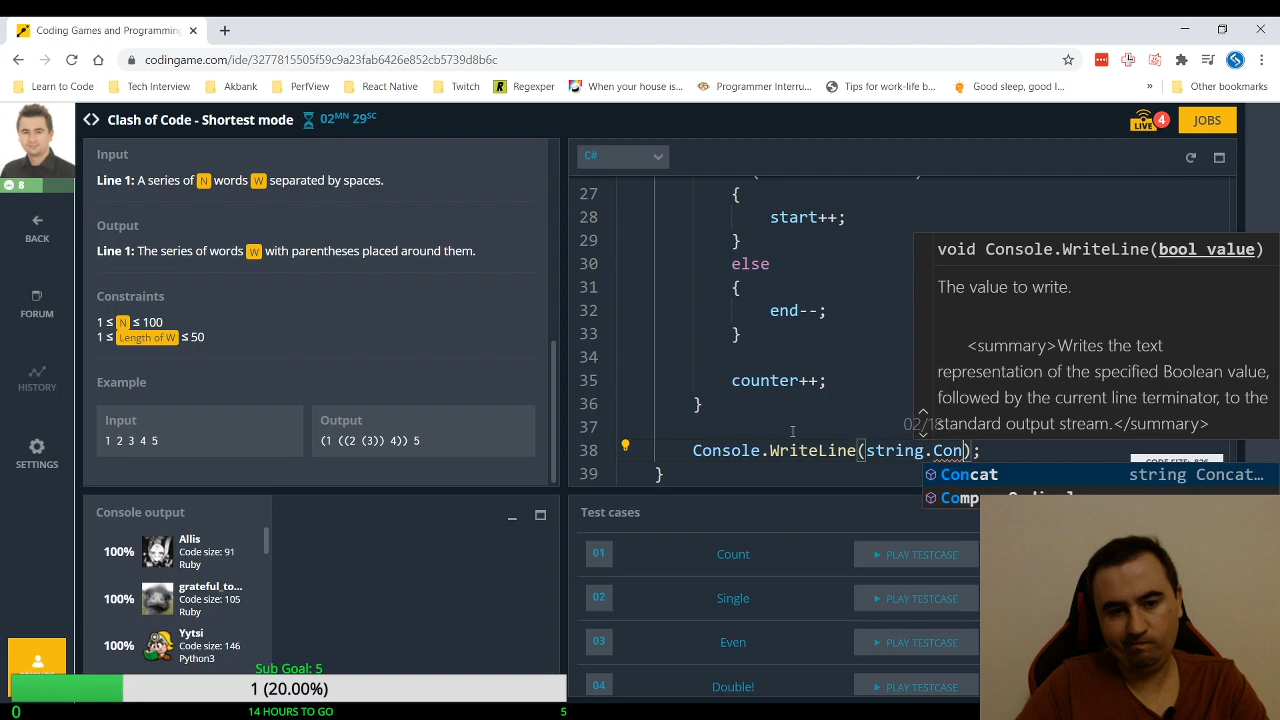 Coding Games and Programming
codingame.com/ide/3277815505f59c9a23fab6426e852cb5739d8b6c
Learn to Code
Tech Interview
Akbank
PerfView
React Native
Twitch
Regexper
When your house is...
Programmer Interru...
Tips for work-life b...
»
Other bookmarks
<> Clash of Code - Shortest mode 02MN 29SC
LIVE 4
JOBS
8
BACK
FORUM
HISTORY
SETTINGS
Input
Line 1: A series of N words W separated by spaces.
Output
Line 1: The series of words W with parentheses placed around them.
Constraints
1 ≤ N ≤ 100
1 ≤ Length of W ≤ 50
Example
Input
1 2 3 4 5
Output
(1 ((2 (3)) 4)) 5
C#
27 {
28 start++;
29 }
30 else
31 {
32 end--;
33 }
34
35 counter++;
36 }
37
38 Console.WriteLine(string.Con);
39 }
void Console.WriteLine(bool value)
The value to write.
<summary>Writes the text
representation of the specified Boolean value,
followed by the current line terminator, to the
standard output stream.</summary>
02/18
Concat string Concat...
Console output
100% Allis
Code size: 91
Ruby
100% grateful_to...
Code size: 105
Ruby
100% Yytsi
Code size: 146
Python3
Test cases
01 Count PLAY TESTCASE
02 Single PLAY TESTCASE
03 Even PLAY TESTCASE
04 Double! PLAY TESTCASE
Sub Goal: 5
1 (20.00%)
0 14 HOURS TO GO 5